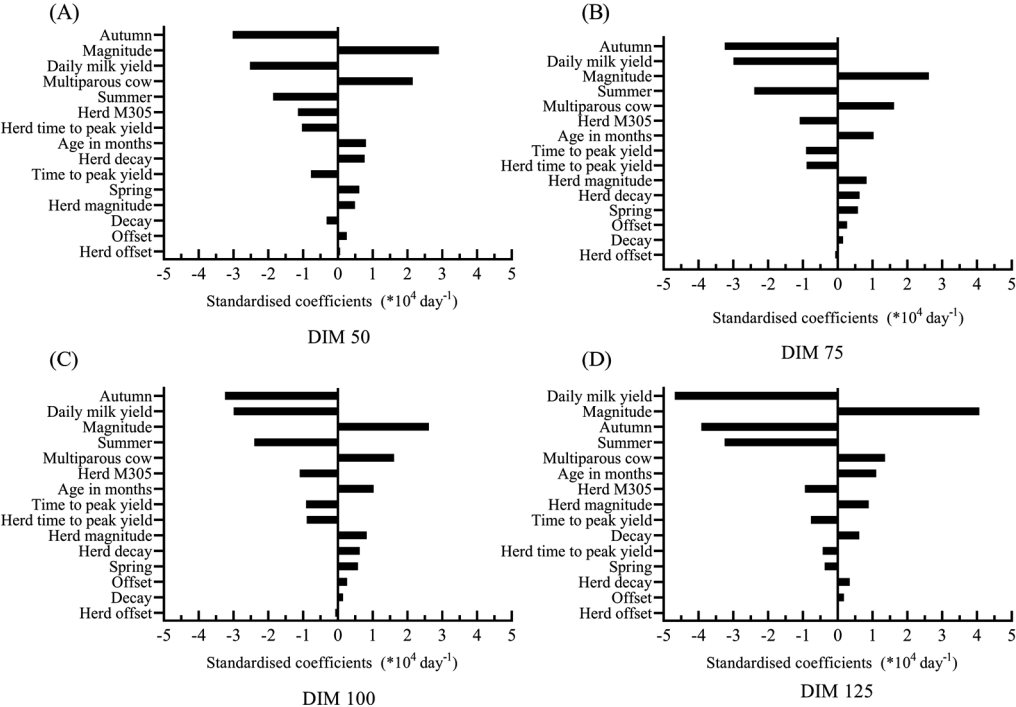 (A)
Autumn
Magnitude
Daily milk yield
Multiparous cow
Summer
Herd M305
Herd time to peak yield
Age in months
Herd decay
Time to peak yield
Spring
Herd magnitude
Decay
Offset
Herd offset
-5 -4 -3 -2 -1 0 1 2 3 4 5
Standardised coefficients (*10⁴ day⁻¹)
DIM 50
(B)
Autumn
Daily milk yield
Magnitude
Summer
Multiparous cow
Herd M305
Age in months
Time to peak yield
Herd time to peak yield
Herd magnitude
Herd decay
Spring
Offset
Decay
Herd offset
-5 -4 -3 -2 -1 0 1 2 3 4 5
Standardised coefficients (*10⁴ day⁻¹)
DIM 75
(C)
Autumn
Daily milk yield
Magnitude
Summer
Multiparous cow
Herd M305
Age in months
Time to peak yield
Herd time to peak yield
Herd magnitude
Herd decay
Spring
Offset
Decay
Herd offset
-5 -4 -3 -2 -1 0 1 2 3 4 5
Standardised coefficients (*10⁴ day⁻¹)
DIM 100
(D)
Daily milk yield
Magnitude
Autumn
Summer
Multiparous cow
Age in months
Herd M305
Herd magnitude
Time to peak yield
Decay
Herd time to peak yield
Spring
Herd decay
Offset
Herd offset
-5 -4 -3 -2 -1 0 1 2 3 4 5
Standardised coefficients (*10⁴ day⁻¹)
DIM 125